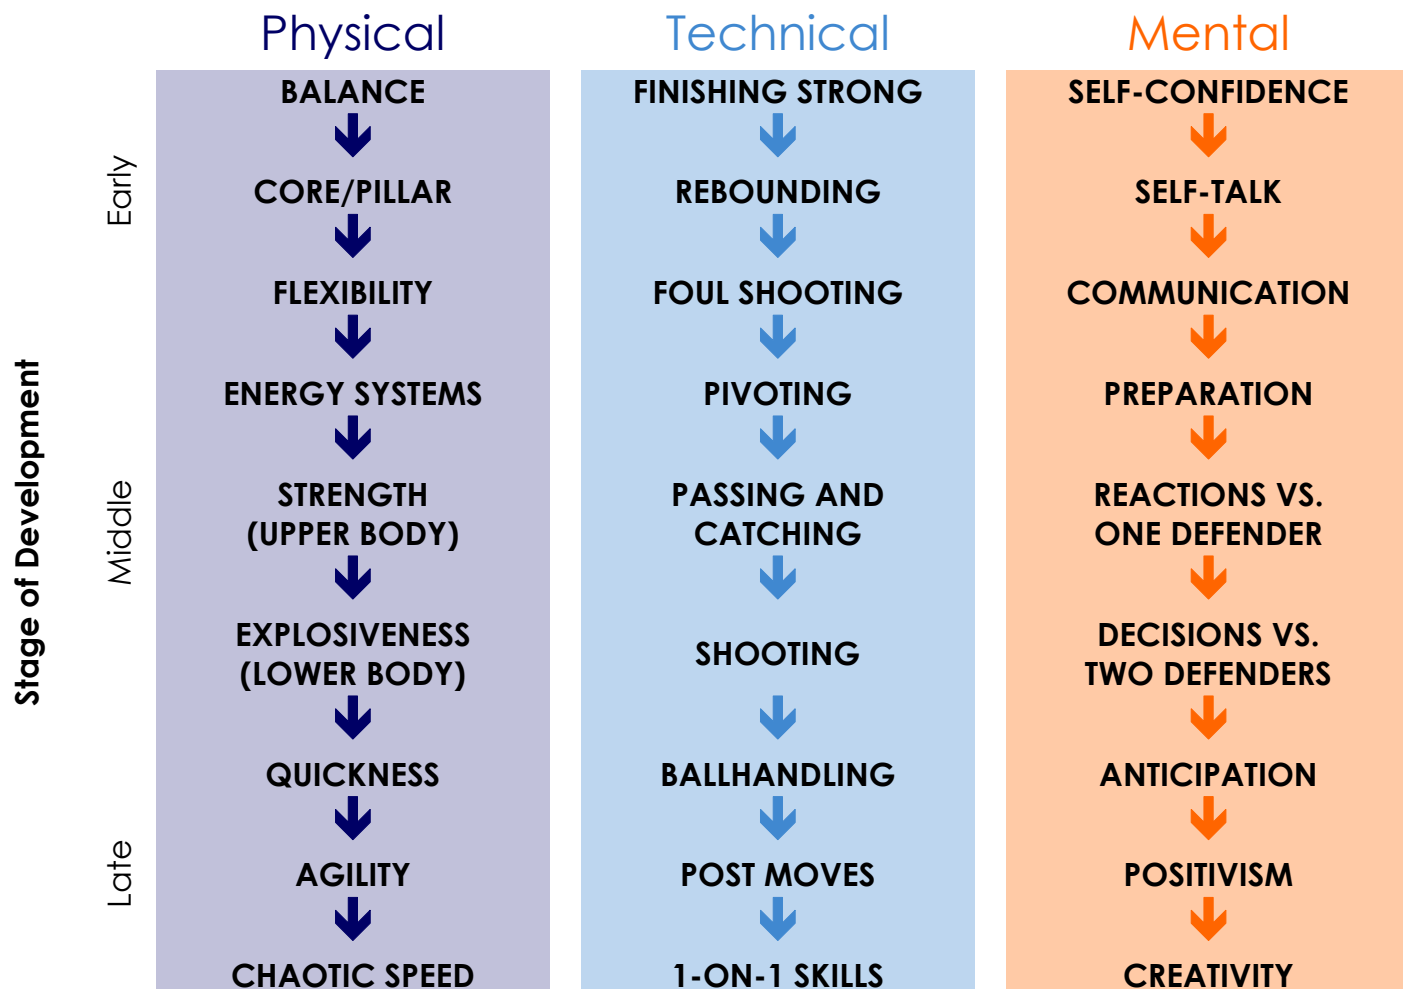 Physical
Technical
Mental
Stage of Development
Early
Middle
Late
BALANCE
CORE/PILLAR
FLEXIBILITY
ENERGY SYSTEMS
STRENGTH
(UPPER BODY)
EXPLOSIVENESS
(LOWER BODY)
QUICKNESS
AGILITY
CHAOTIC SPEED
FINISHING STRONG
REBOUNDING
FOUL SHOOTING
PIVOTING
PASSING AND
CATCHING
SHOOTING
BALLHANDLING
POST MOVES
1-ON-1 SKILLS
SELF-CONFIDENCE
SELF-TALK
COMMUNICATION
PREPARATION
REACTIONS VS.
ONE DEFENDER
DECISIONS VS.
TWO DEFENDERS
ANTICIPATION
POSITIVISM
CREATIVITY